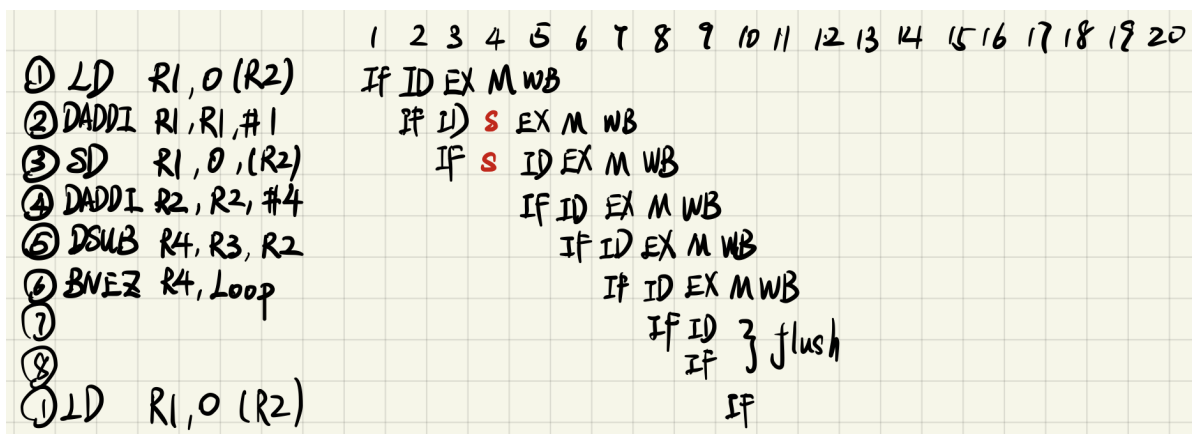 1 2 3 4 5 6 7 8 9 10 11 12 13 14 15 16 17 18 19 20
① LD R1, 0 (R2) IF ID EX M WB
② DADDI R1, R1, #1 IF ID S EX M WB
③ SD R1, 0, (R2) IF S ID EX M WB
④ DADDI R2, R2, #4 IF ID EX M WB
⑤ DSUB R4, R3, R2 IF ID EX M WB
⑥ BNEZ R4, Loop IF ID EX M WB
⑦ IF ID } flush
⑧ IF
① LD R1, 0 (R2) IF